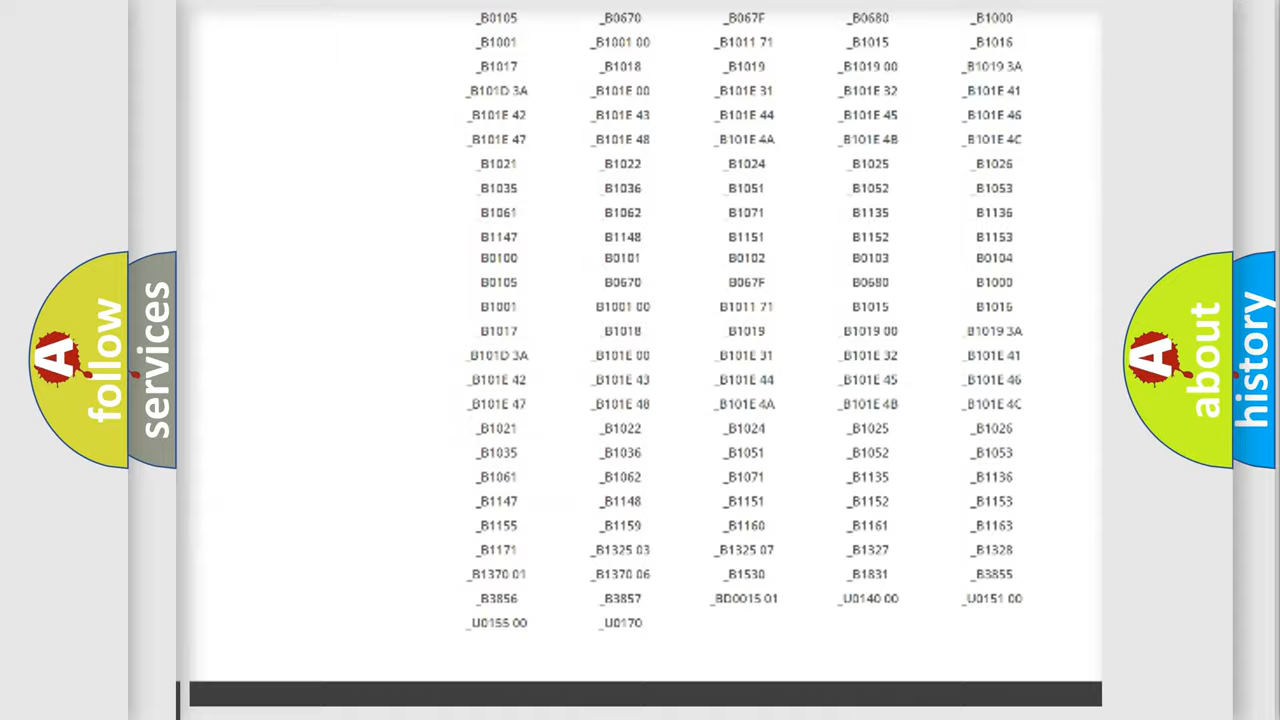 _B0105 _B0670 _B067F _B0680 _B1000
_B1001 _B1001 00 _B1011 71 _B1015 _B1016
_B1017 _B1018 _B1019 _B1019 00 _B1019 3A
_B101D 3A _B101E 00 _B101E 31 _B101E 32 _B101E 41
_B101E 42 _B101E 43 _B101E 44 _B101E 45 _B101E 46
_B101E 47 _B101E 48 _B101E 4A _B101E 4B _B101E 4C
_B1021 _B1022 _B1024 _B1025 _B1026
_B1035 _B1036 _B1051 _B1052 _B1053
B1061 B1062 B1071 B1135 B1136
B1147 B1148 B1151 B1152 B1153
B0100 B0101 B0102 B0103 B0104
B0105 B0670 B067F B0680 B1000
B1001 B1001 00 B1011 71 B1015 B1016
B1017 B1018 _B1019 _B1019 00 _B1019 3A
_B101D 3A _B101E 00 _B101E 31 _B101E 32 _B101E 41
_B101E 42 _B101E 43 _B101E 44 _B101E 45 _B101E 46
_B101E 47 _B101E 48 _B101E 4A _B101E 4B _B101E 4C
_B1021 _B1022 _B1024 _B1025 _B1026
_B1035 _B1036 _B1051 _B1052 _B1053
_B1061 _B1062 _B1071 _B1135 _B1136
_B1147 _B1148 _B1151 _B1152 _B1153
_B1155 _B1159 _B1160 _B1161 _B1163
_B1171 _B1325 03 _B1325 07 _B1327 _B1328
_B1370 01 _B1370 06 _B1530 _B1831 _B3855
_B3856 _B3857 _BD0015 01 _U0140 00 _U0151 00
_U0155 00 _U0170
A follow
services
A about
history